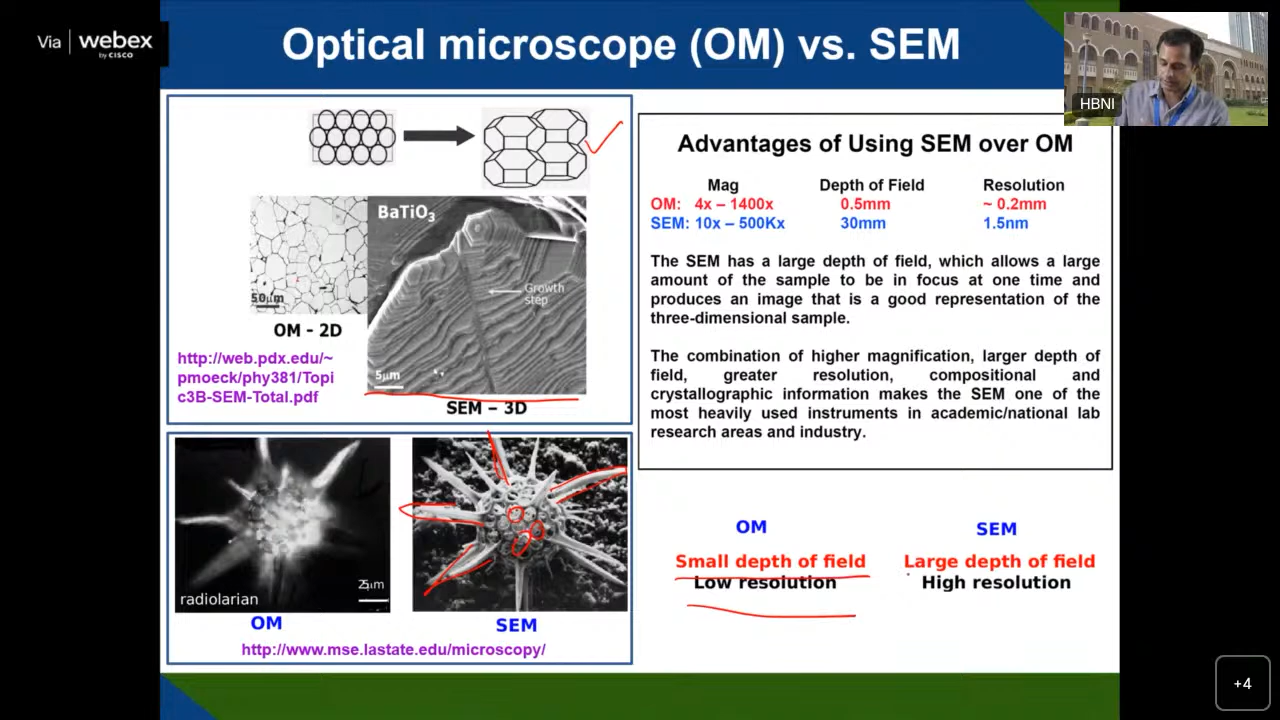 Via webex
by CISCO
Optical microscope (OM) vs. SEM
HBNI
BaTiO3
Growth
step
50μm
5μm
OM - 2D
SEM – 3D
http://web.pdx.edu/~
pmoeck/phy381/Topi
c3B-SEM-Total.pdf
radiolarian
25μm
OM
SEM
http://www.mse.lastate.edu/microscopy/
Advantages of Using SEM over OM
Mag Depth of Field Resolution
OM: 4x – 1400x 0.5mm ~ 0.2mm
SEM: 10x – 500Kx 30mm 1.5nm
The SEM has a large depth of field, which allows a large
amount of the sample to be in focus at one time and
produces an image that is a good representation of the
three-dimensional sample.
The combination of higher magnification, larger depth of
field, greater resolution, compositional and
crystallographic information makes the SEM one of the
most heavily used instruments in academic/national lab
research areas and industry.
OM SEM
Small depth of field Large depth of field
Low resolution High resolution
+4